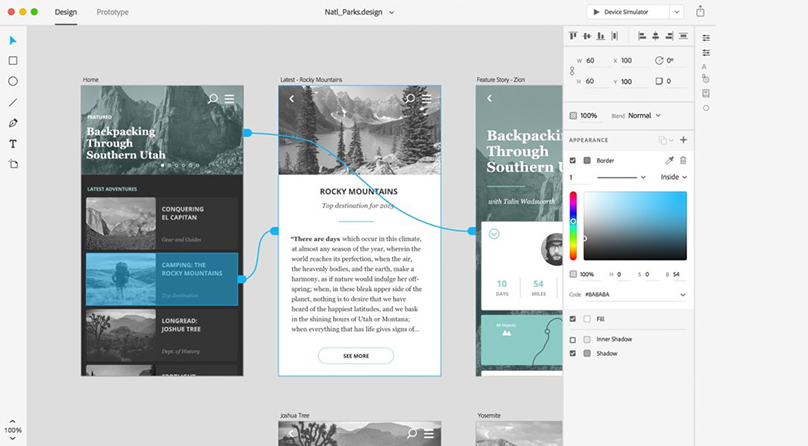 Design
Prototype
Natl_Parks.design
Device Simulator
Home
FEATURED
Backpacking
Through
Southern Utah
LATEST ADVENTURES
CONQUERING
EL CAPITAN
Gear and Guides
CAMPING: THE
ROCKY MOUNTAINS
Top destination
LONGREAD:
JOSHUA TREE
Dept. of History
Latest - Rocky Mountains
ROCKY MOUNTAINS
Top destination for 2015
"There are days which occur in this climate,
at almost any season of the year, wherein the
world reaches its perfection, when the air,
the heavenly bodies, and the earth, make a
harmony, as if nature would indulge her off-
spring; when, in these bleak upper side of the
planet, nothing is to desire that we have
heard of the happiest latitudes, and we bask
in the shining hours of Utah or Montana;
when everything that has life gives signs of...
SEE MORE
Feature Story - Zion
Backpacking
Through
Southern U
with Talin Wadsworth
10
DAYS
54
MILES
Joshua Tree
Yosemite
100%
W 60
X 100
0°
H 60
Y 100
0
100%
Blend
Normal
APPEARANCE
Border
1
Inside
100%
H 0
S 0
B 54
Code
#8A8A8A
Fill
Inner Shadow
Shadow
A